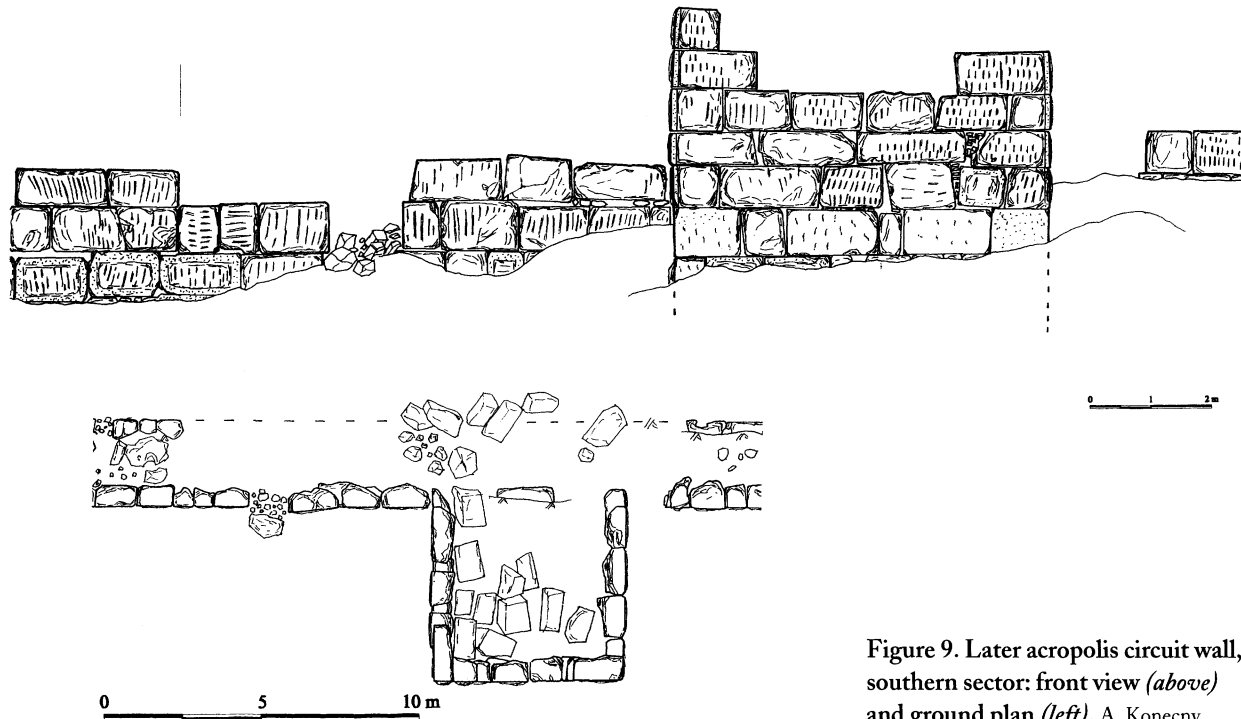 0 1 2 m
0 5 10 m
Figure 9. Later acropolis circuit wall,
southern sector: front view (above)
and ground plan (left). A. Konecny